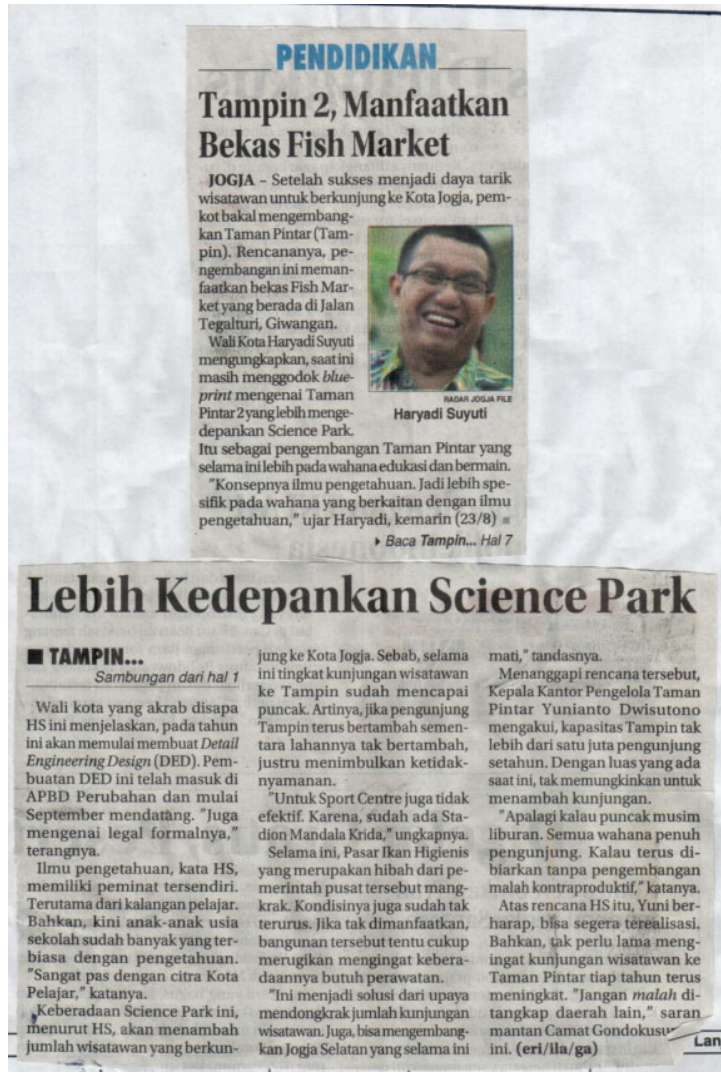 PENDIDIKAN
Tampin 2, Manfaatkan
Bekas Fish Market
JOGJA – Setelah sukses menjadi daya tarik
wisatawan untuk berkunjung ke Kota Jogja, pem-
kot bakal mengembang-
kan Taman Pintar (Tam-
pin). Rencananya, pe-
ngembangan ini meman-
faatkan bekas Fish Mar-
ket yang berada di Jalan
Tegalturi, Giwangan.
Wali Kota Haryadi Suyuti
mengungkapkan, saat ini
masih menggodok blue-
print mengenai Taman
Pintar 2 yang lebih menge-
depankan Science Park.
RADAR JOGJA FILE
Haryadi Suyuti
Itu sebagai pengembangan Taman Pintar yang
selama ini lebih pada wahana edukasi dan bermain.
"Konsepnya ilmu pengetahuan. Jadi lebih spe-
sifik pada wahana yang berkaitan dengan ilmu
pengetahuan," ujar Haryadi, kemarin (23/8) ■
▸ Baca Tampin... Hal 7
Lebih Kedepankan Science Park
■ TAMPIN...
Sambungan dari hal 1
Wali kota yang akrab disapa
HS ini menjelaskan, pada tahun
ini akan memulai membuat Detail
Engineering Design (DED). Pem-
buatan DED ini telah masuk di
APBD Perubahan dan mulai
September mendatang. "Juga
mengenai legal formalnya,"
terangnya.
Ilmu pengetahuan, kata HS,
memiliki peminat tersendiri.
Terutama dari kalangan pelajar.
Bahkan, kini anak-anak usia
sekolah sudah banyak yang ter-
biasa dengan pengetahuan.
"Sangat pas dengan citra Kota
Pelajar," katanya.
Keberadaan Science Park ini,
menurut HS, akan menambah
jumlah wisatawan yang berkun-
jung ke Kota Jogja. Sebab, selama
ini tingkat kunjungan wisatawan
ke Tampin sudah mencapai
puncak. Artinya, jika pengunjung
Tampin terus bertambah semen-
tara lahannya tak bertambah,
justru menimbulkan ketidak-
nyamanan.
"Untuk Sport Centre juga tidak
efektif. Karena, sudah ada Sta-
dion Mandala Krida," ungkapnya.
Selama ini, Pasar Ikan Higienis
yang merupakan hibah dari pe-
merintah pusat tersebut mang-
krak. Kondisinya juga sudah tak
terurus. Jika tak dimanfaatkan,
bangunan tersebut tentu cukup
merugikan mengingat kebera-
daannya butuh perawatan.
"Ini menjadi solusi dari upaya
mendongkrak jumlah kunjungan
wisatawan. Juga, bisa mengembang-
kan Jogja Selatan yang selama ini
mati," tandasnya.
Menanggapi rencana tersebut,
Kepala Kantor Pengelola Taman
Pintar Yunianto Dwisutono
mengakui, kapasitas Tampin tak
lebih dari satu juta pengunjung
setahun. Dengan luas yang ada
saat ini, tak memungkinkan untuk
menambah kunjungan.
"Apalagi kalau puncak musim
liburan. Semua wahana penuh
pengunjung. Kalau terus di-
biarkan tanpa pengembangan
malah kontraproduktif," katanya.
Atas rencana HS itu, Yuni ber-
harap, bisa segera terealisasi.
Bahkan, tak perlu lama meng-
ingat kunjungan wisatawan ke
Taman Pintar tiap tahun terus
meningkat. "Jangan malah di-
tangkap daerah lain," saran
mantan Camat Gondokusu
ini. (eri/ila/ga)
Lan